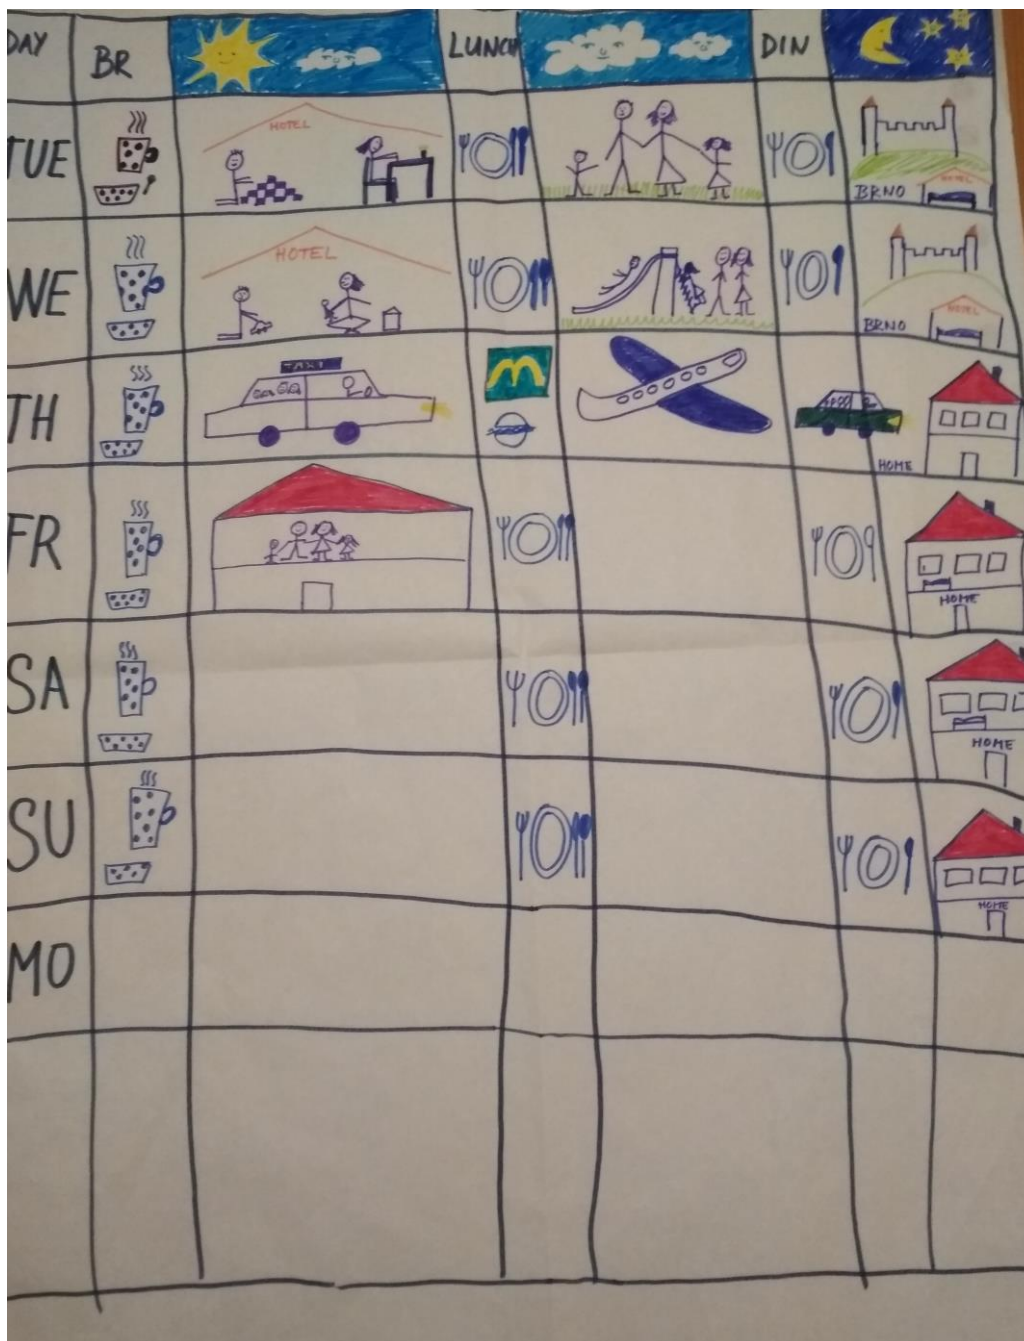 DAY BR LUNCH DIN
TUE HOTEL BRNO HOTEL
WE HOTEL BRNO HOTEL
TH TAXI M HOME
FR HOME
SA HOME
SU HOME
MO